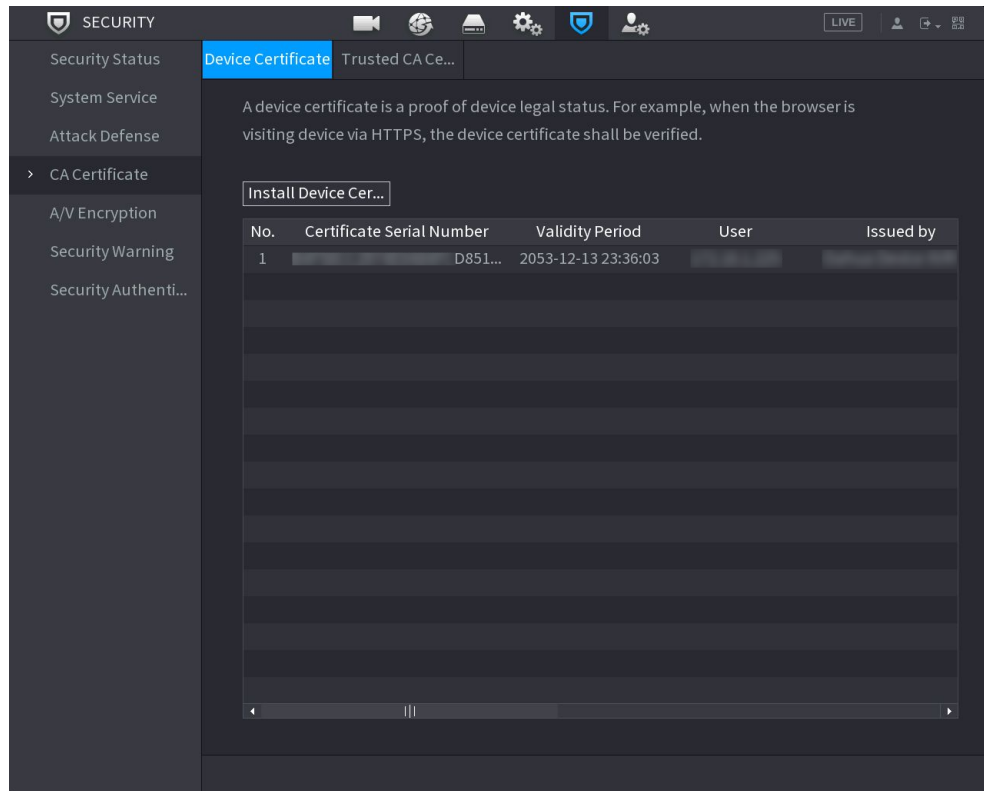 SECURITY
LIVE
Security Status
System Service
Attack Defense
CA Certificate
A/V Encryption
Security Warning
Security Authenti...
Device Certificate
Trusted CA Ce...
A device certificate is a proof of device legal status. For example, when the browser is
visiting device via HTTPS, the device certificate shall be verified.
Install Device Cer...
No. Certificate Serial Number Validity Period User Issued by
1 D851... 2053-12-13 23:36:03